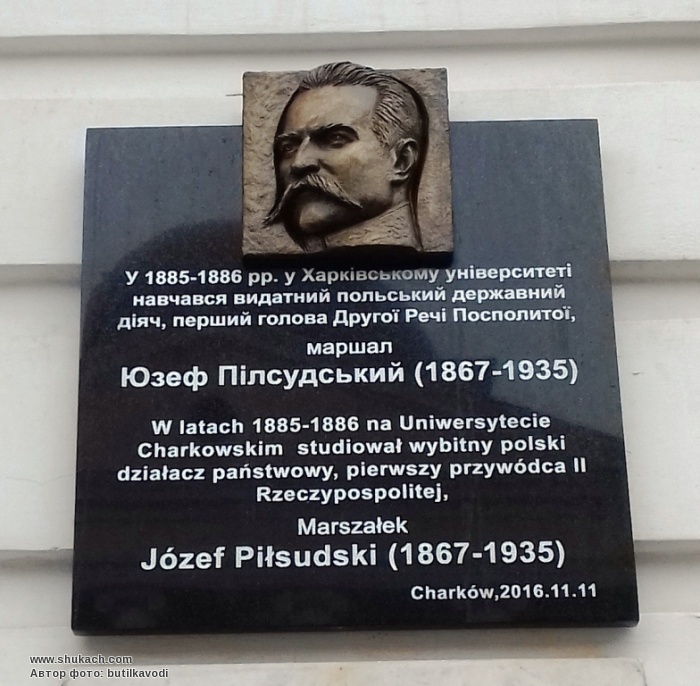 У 1885-1886 рр. у Харківському університеті
навчався видатний польський державний
діяч, перший голова Другої Речі Посполитої,
маршал
Юзеф Пілсудський (1867-1935)
W latach 1885-1886 na Uniwersytecie
Charkowskim studiował wybitny polski
działacz państwowy, pierwszy przywódca II
Rzeczypospolitej,
Marszałek
Józef Piłsudski (1867-1935)
Charków,2016.11.11
www.shukach.com
Автор фото: butilkavodi